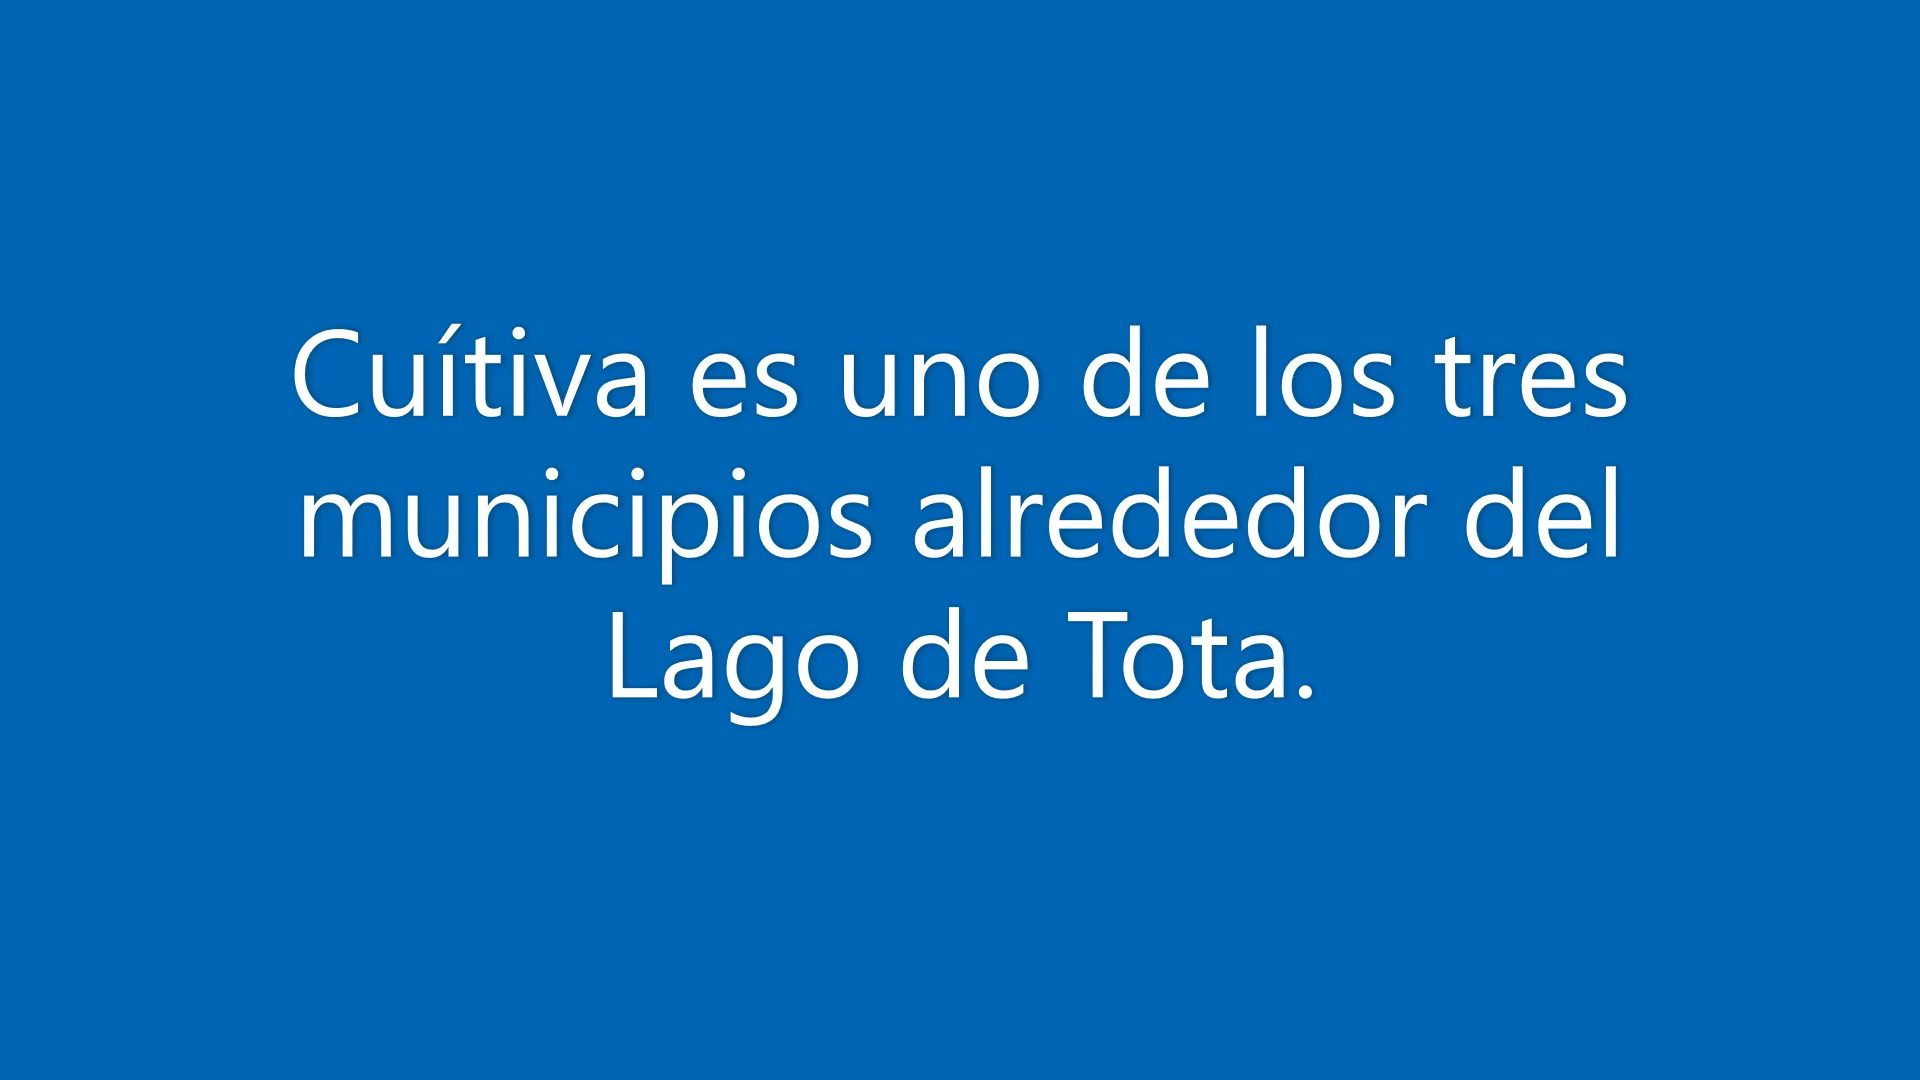 Cuítiva es uno de los tres
municipios alrededor del
Lago de Tota.